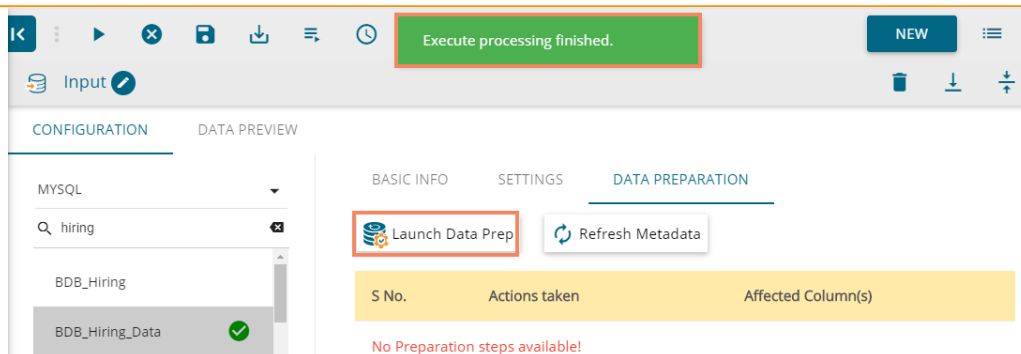 Execute processing finished.
NEW
Input
CONFIGURATION
DATA PREVIEW
MYSQL
hiring
BDB_Hiring
BDB_Hiring_Data
BASIC INFO
SETTINGS
DATA PREPARATION
Launch Data Prep
Refresh Metadata
S No.
Actions taken
Affected Column(s)
No Preparation steps available!